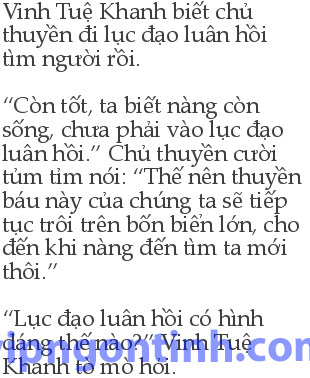 Vinh Tuệ Khanh biết chủ
thuyền đi lục đạo luân hồi
tìm người rồi.
“Còn tốt, ta biết nàng còn
sống, chưa phải vào lục đạo
luân hồi.” Chủ thuyền cười
tủm tỉm nói: “Thế nên thuyền
báu này của chúng ta sẽ tiếp
tục trôi trên bốn biển lớn, cho
đến khi nàng đến tìm ta mới
thôi.”
“Lục đạo luân hồi có hình
dáng thế nào?” Vinh Tuệ
Khanh tò mò hỏi.
vipngontinh.com